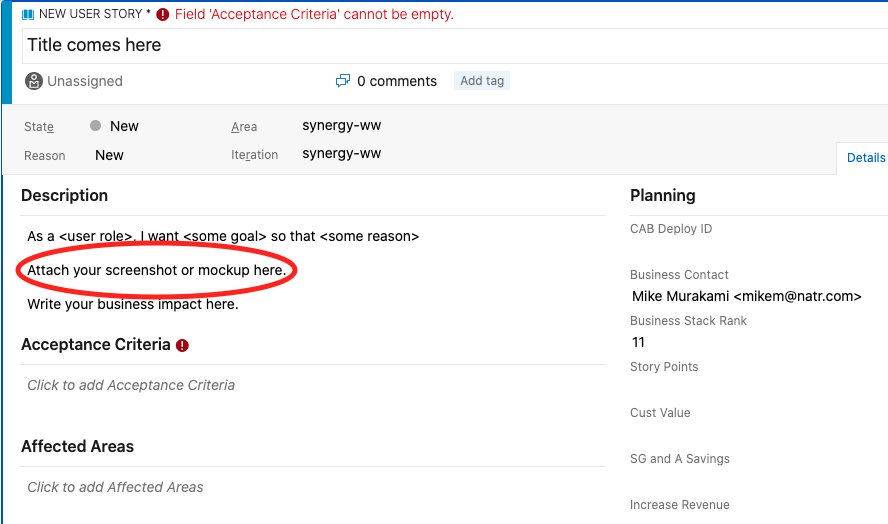 NEW USER STORY * Field 'Acceptance Criteria' cannot be empty.
Title comes here
Unassigned 0 comments Add tag
State New Area synergy-ww
Reason New Iteration synergy-ww
Details
Description
As a <user role>, I want <some goal> so that <some reason>
Attach your screenshot or mockup here.
Write your business impact here.
Acceptance Criteria
Click to add Acceptance Criteria
Affected Areas
Click to add Affected Areas
Planning
CAB Deploy ID
Business Contact
Mike Murakami <mikem@natr.com>
Business Stack Rank
11
Story Points
Cust Value
SG and A Savings
Increase Revenue